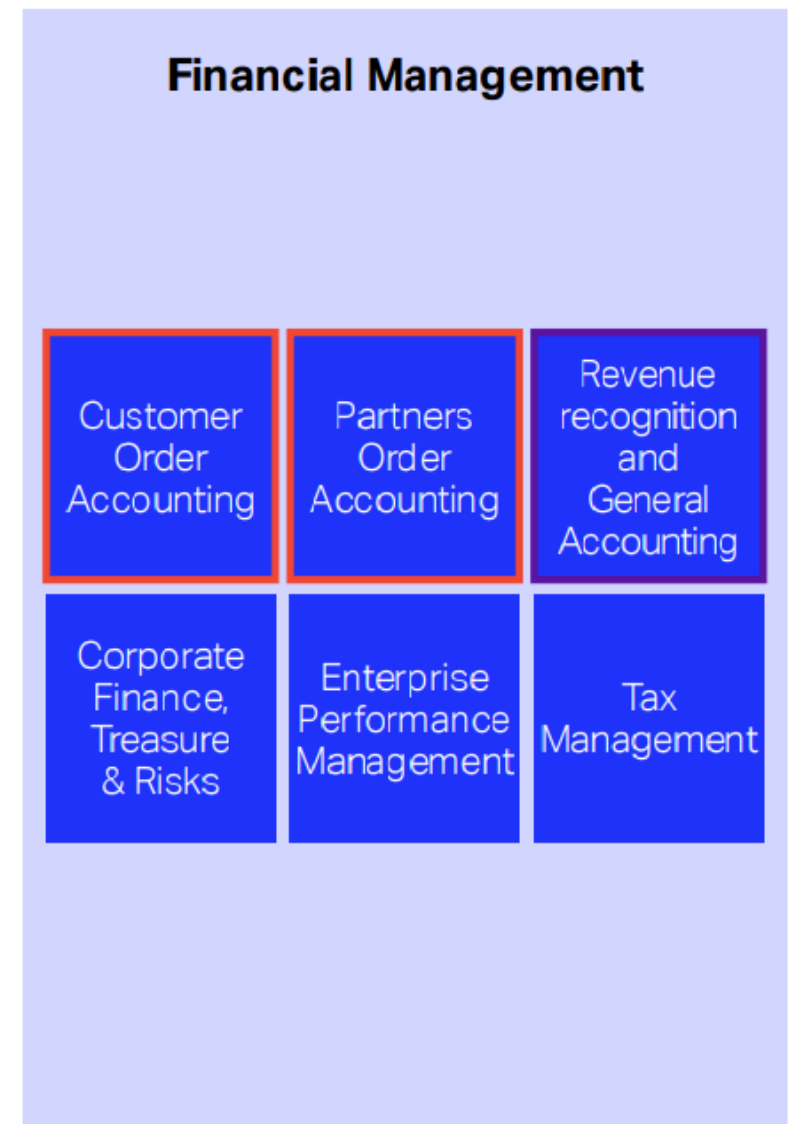 Financial Management
Customer
Order
Accounting
Partners
Order
Accounting
Revenue
recognition
and
General
Accounting
Corporate
Finance,
Treasure
& Risks
Enterprise
Performance
Management
Tax
Management